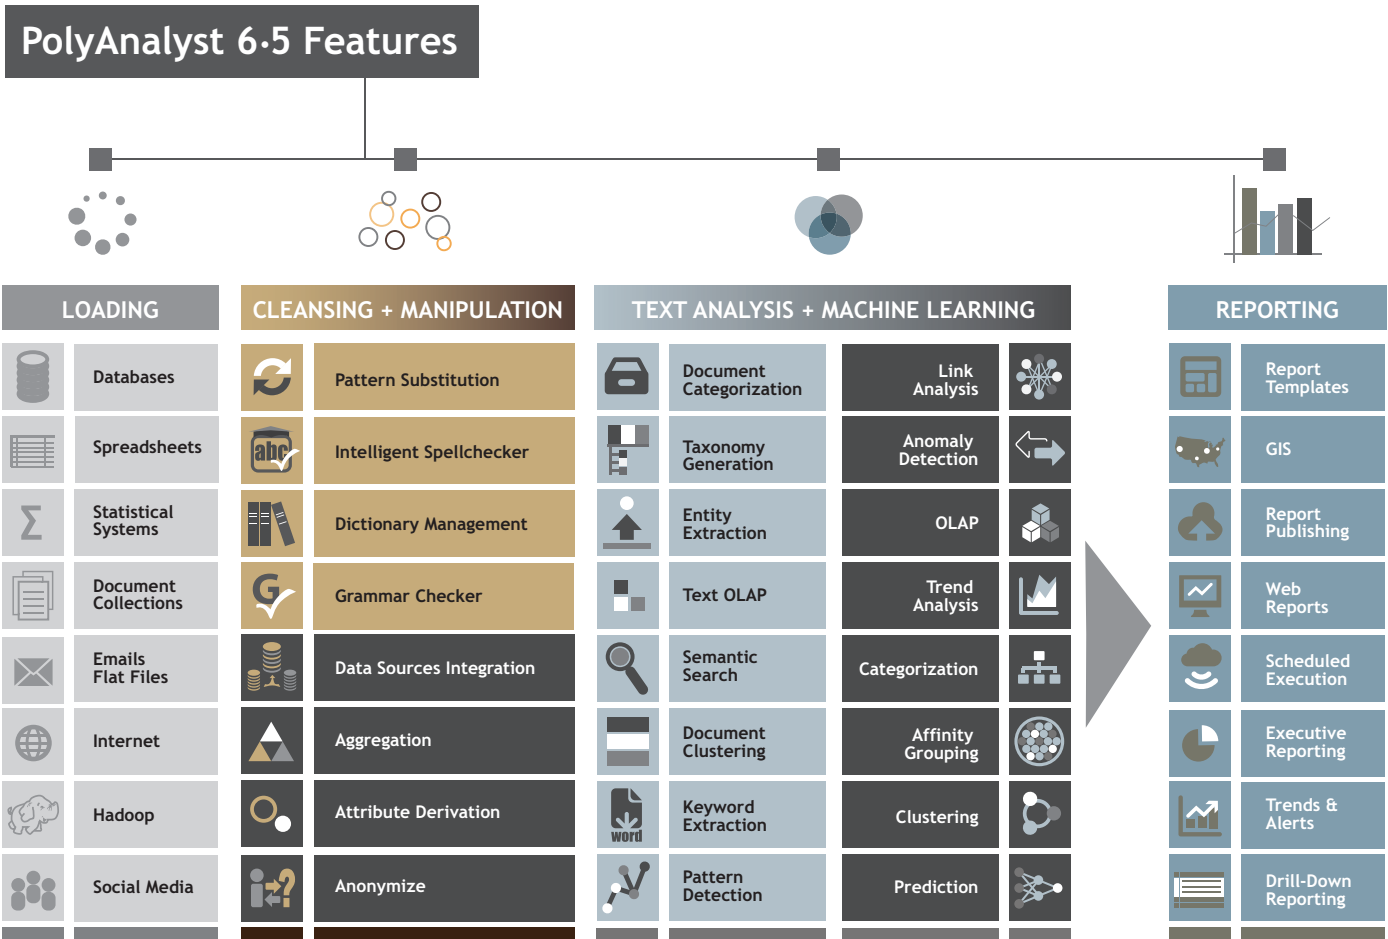 PolyAnalyst 6.5 Features
LOADING
Databases
Spreadsheets
Σ
Statistical
Systems
Document
Collections
Emails
Flat Files
Internet
Hadoop
Social Media
CLEANSING + MANIPULATION
Pattern Substitution
abc
Intelligent Spellchecker
Dictionary Management
G
Grammar Checker
Data Sources Integration
Aggregation
Attribute Derivation
?
Anonymize
TEXT ANALYSIS + MACHINE LEARNING
Document
Categorization
Taxonomy
Generation
Entity
Extraction
Text OLAP
Semantic
Search
Document
Clustering
word
Keyword
Extraction
Pattern
Detection
Link
Analysis
Anomaly
Detection
OLAP
Trend
Analysis
Categorization
Affinity
Grouping
Clustering
Prediction
REPORTING
Report
Templates
GIS
Report
Publishing
Web
Reports
Scheduled
Execution
Executive
Reporting
Trends &
Alerts
Drill-Down
Reporting